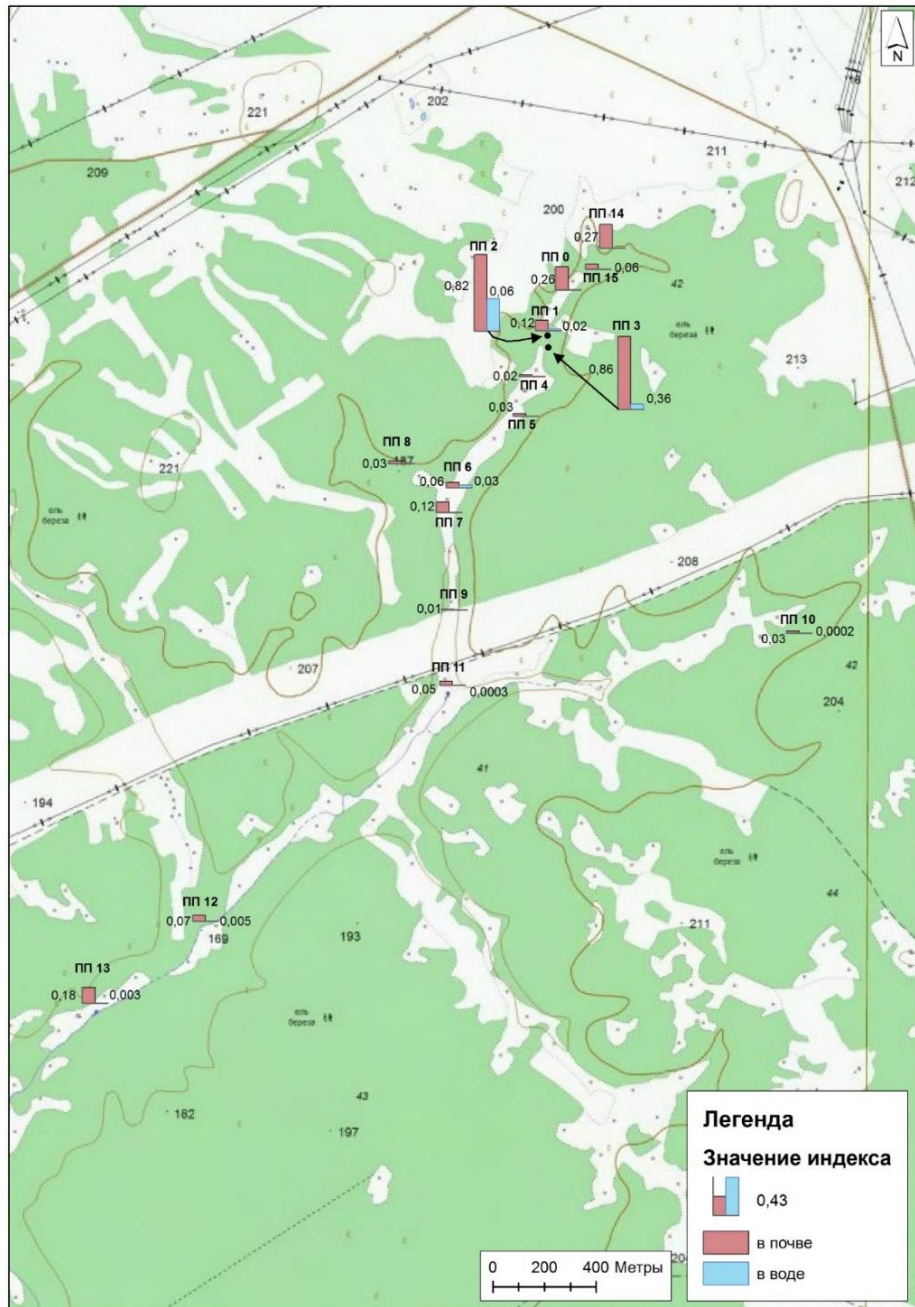 N
221
202
209
211
212
200
ПП 14
0,27
ПП 2
ПП 0
0,82
0,06
0,26
0,06
ПП 15
42
ПП 1
0,12
0,02
ПП 3
ель
береза
213
0,86
0,02
ПП 4
0,36
0,03
ПП 5
ПП 8
187
0,03
221
ПП 6
0,06
0,03
0,12
ПП 7
ель
береза
208
ПП 9
0,01
ПП 10
0,03
0,0002
207
ПП 11
0,05
0,0003
42
204
41
194
ель
береза
44
ПП 12
0,07
0,005
169
193
211
ПП 13
0,18
0,003
ель
береза
43
182
197
Легенда
Значение индекса
0,43
в почве
в воде
0 200 400 Метры